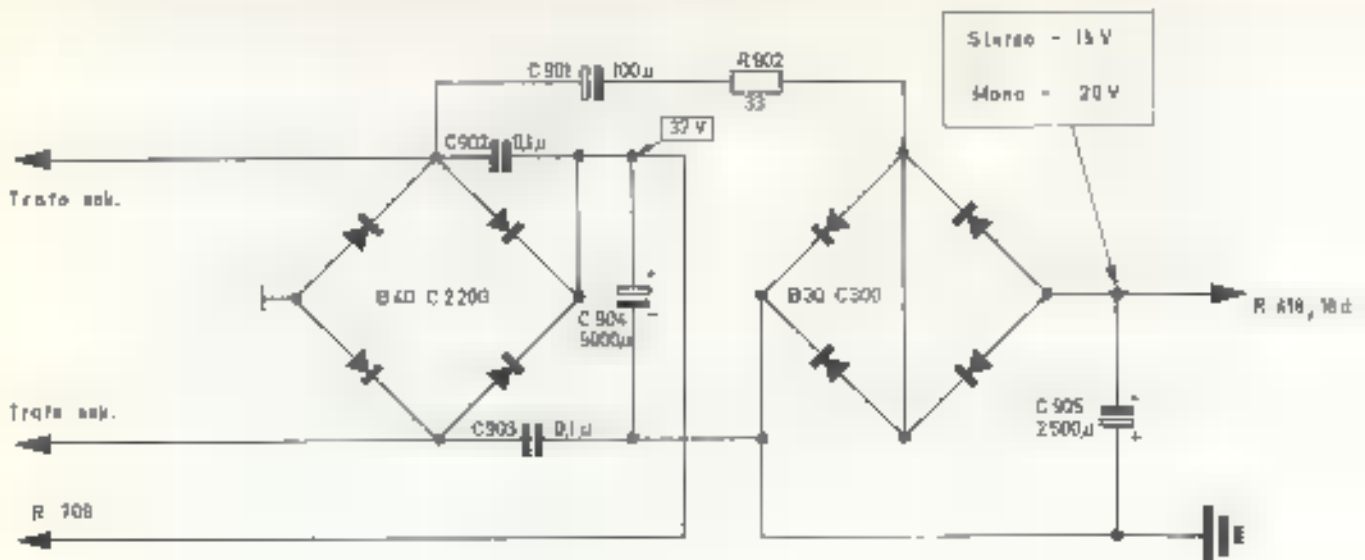 Stereo - 15 V
Mono - 20 V
C 901 100µ
R 902
33
C 902 0,1µ
37 V
Trafo sek.
B 40 C 2200
B 30 C 300
C 904
5000µ
+
-
Trafo sek.
C 903 0,1µ
C 905
2500µ
-
+
R 708